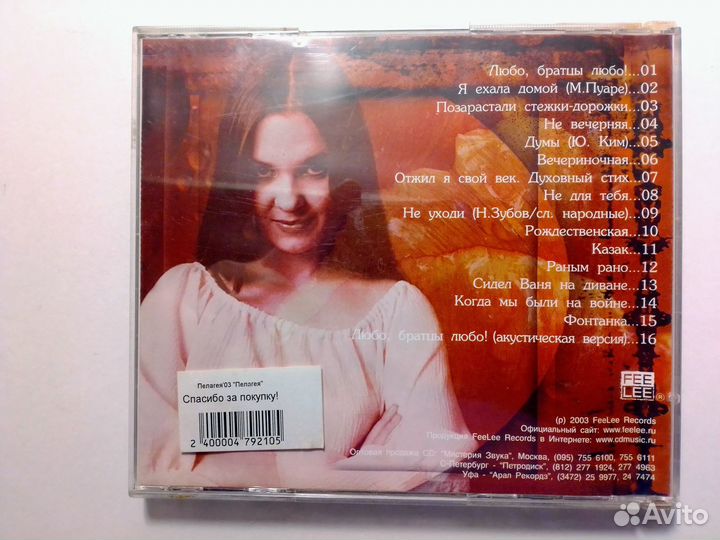 Любо, братцы любо!...01
Я ехала домой (М.Пуаре)...02
Позарастали стежки-дорожки...03
Не вечерняя...04
Думы (Ю. Ким)...05
Вечериночная...06
Отжил я свой век. Духовный стих...07
Не для тебя...08
Не уходи (Н.Зубов/сл. народные)...09
Рождественская...10
Казак...11
Раным рано...12
Сидел Ваня на диване...13
Когда мы были на войне...14
Фонтанка...15
Любо, братцы любо! (акустическая версия)...16
FEE
LEE ®
Пелагея'03 "Пелагея"
Спасибо за покупку!
2 400004 792105
(p) 2003 FeeLee Records
Официальный сайт: www.feelee.ru
Продукция FeeLee Records в Интернете: www.cdmusic.ru
Оптовая продажа CD: "Мистерия Звука", Москва, (095) 755 6100, 755 6111
С-Петербург - "Петродиск", (812) 277 1924, 277 4963
Уфа - "Арал Рекордз", (3472) 25 9977, 24 7474
Avito